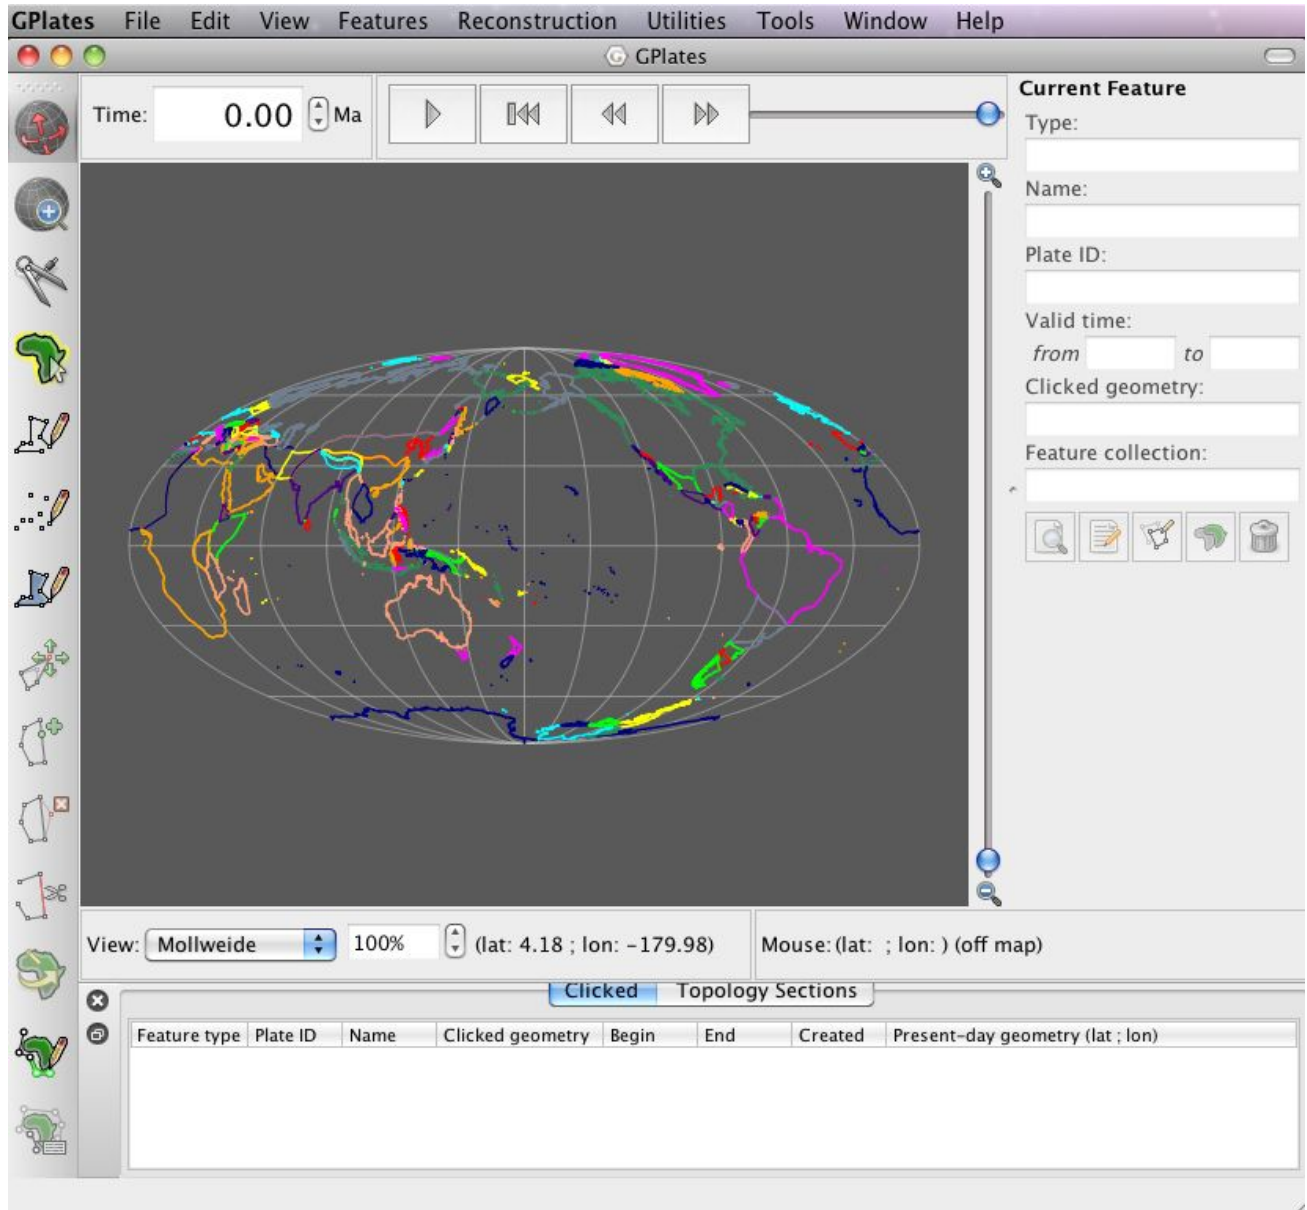 GPlates File Edit View Features Reconstruction Utilities Tools Window Help
GPlates
Time: 0.00 Ma
Current Feature
Type:
Name:
Plate ID:
Valid time:
from to
Clicked geometry:
Feature collection:
View: Mollweide 100% (lat: 4.18 ; lon: -179.98) Mouse: (lat: ; lon: ) (off map)
Clicked Topology Sections
Feature type Plate ID Name Clicked geometry Begin End Created Present-day geometry (lat ; lon)